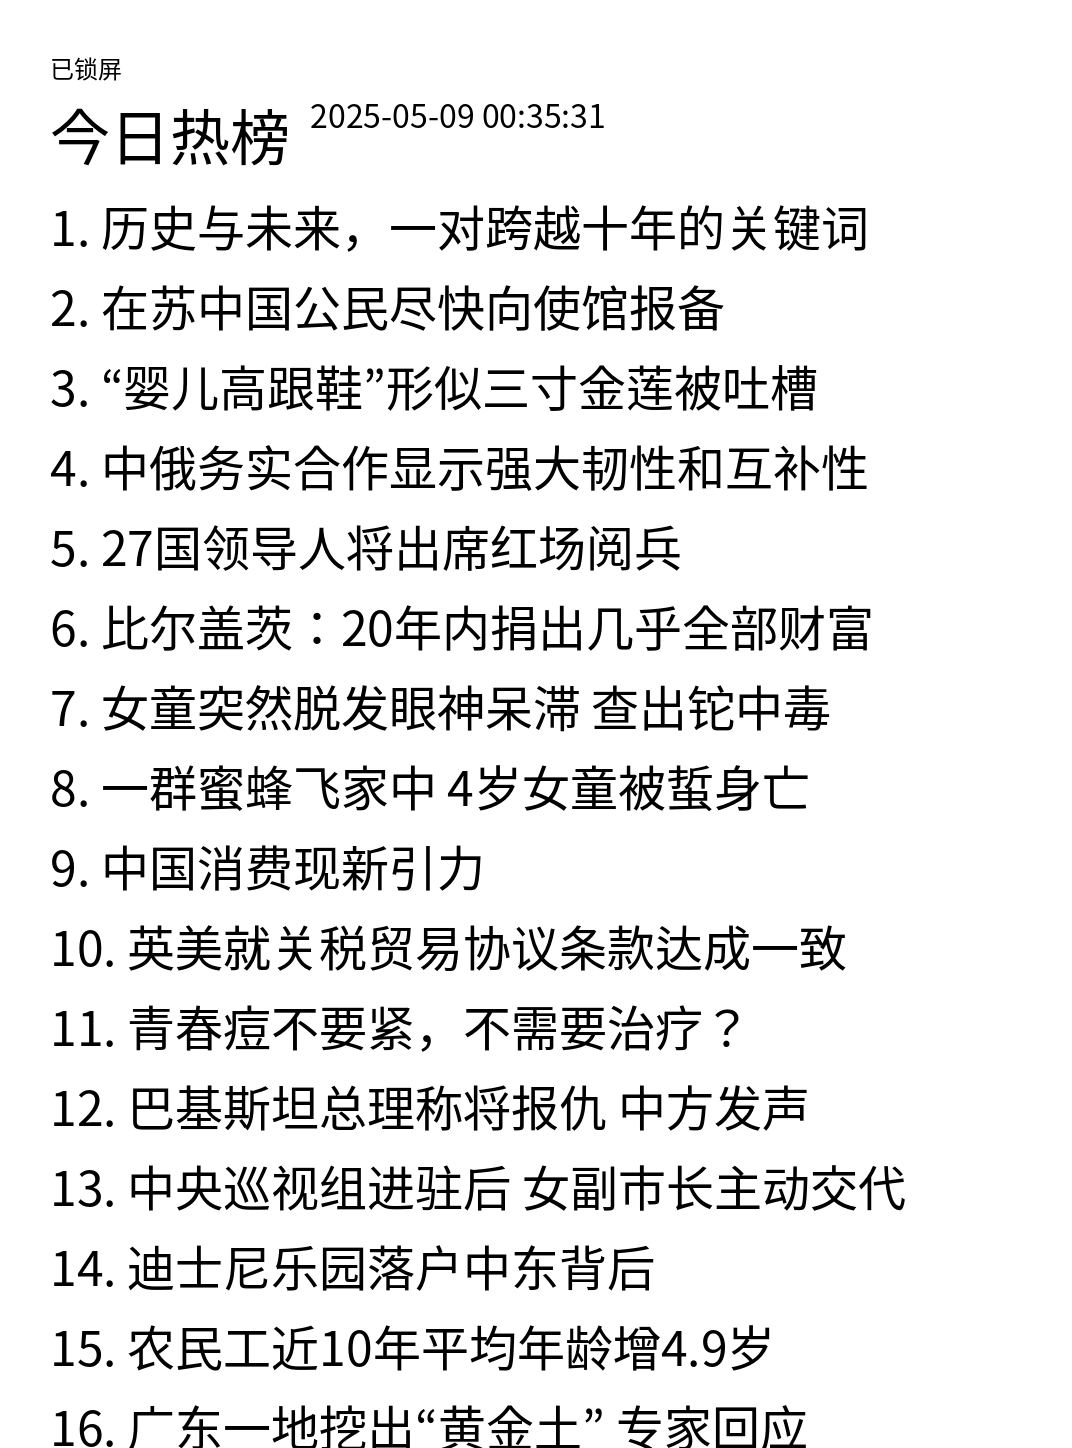 已锁屏
今日热榜 2025-05-09 00:35:31
1. 历史与未来，一对跨越十年的关键词
2. 在苏中国公民尽快向使馆报备
3. “婴儿高跟鞋”形似三寸金莲被吐槽
4. 中俄务实合作显示强大韧性和互补性
5. 27国领导人将出席红场阅兵
6. 比尔盖茨：20年内捐出几乎全部财富
7. 女童突然脱发眼神呆滞 查出铊中毒
8. 一群蜜蜂飞家中 4岁女童被蜇身亡
9. 中国消费现新引力
10. 英美就关税贸易协议条款达成一致
11. 青春痘不要紧，不需要治疗？
12. 巴基斯坦总理称将报仇 中方发声
13. 中央巡视组进驻后 女副市长主动交代
14. 迪士尼乐园落户中东背后
15. 农民工近10年平均年龄增4.9岁
16. 广东一地挖出“黄金土” 专家回应